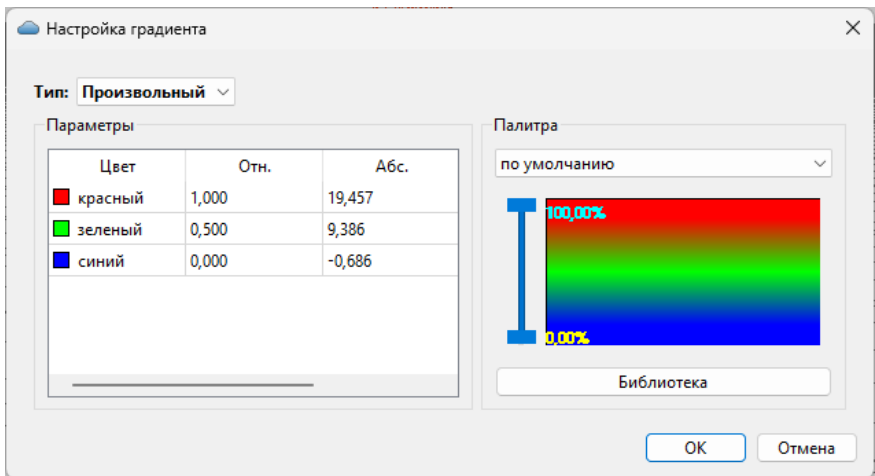 Настройка градиента
Тип: Произвольный
Параметры
Цвет Отн. Абс.
красный 1,000 19,457
зеленый 0,500 9,386
синий 0,000 -0,686
Палитра
по умолчанию
100,00%
0,00%
Библиотека
OK Отмена